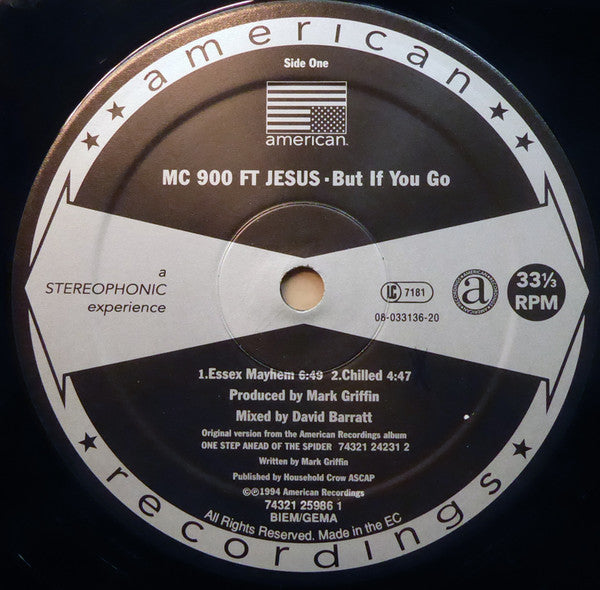 american
Side One
american.
MC 900 FT JESUS · But If You Go
a
STEREOPHONIC
experience
LC 7181
08-033136-20
a
33⅓
RPM
1.Essex Mayhem 6:49 2.Chilled 4:47
Produced by Mark Griffin
Mixed by David Barratt
Original version from the American Recordings album
ONE STEP AHEAD OF THE SPIDER 74321 24231 2
Written by Mark Griffin
Published by Household Crow ASCAP
©℗1994 American Recordings
74321 25986 1
BIEM/GEMA
All Rights Reserved. Made in the EC
recordings